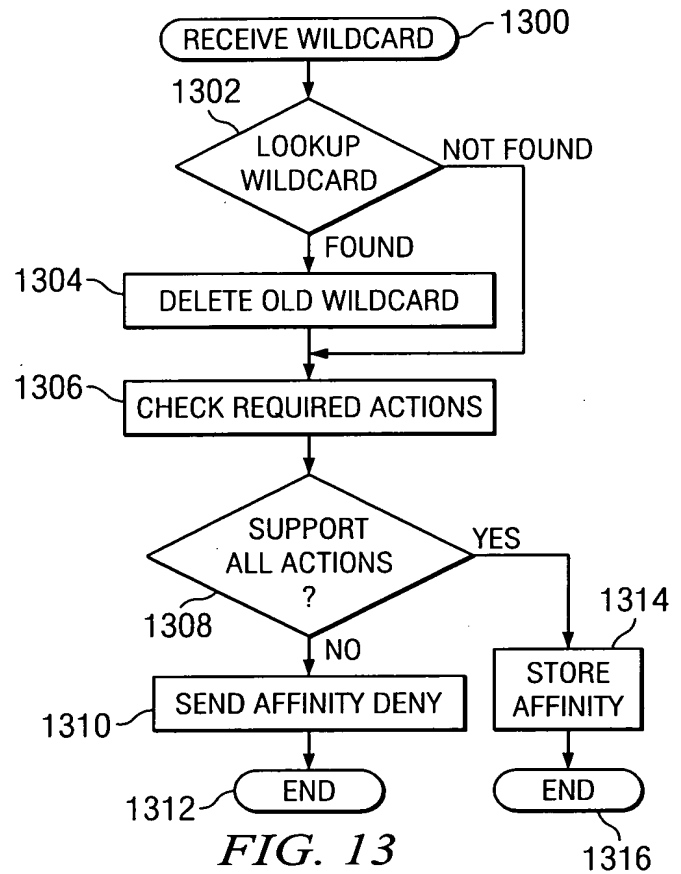 RECEIVE WILDCARD
1300
1302
LOOKUP
WILDCARD
NOT FOUND
FOUND
1304
DELETE OLD WILDCARD
1306
CHECK REQUIRED ACTIONS
SUPPORT
ALL ACTIONS
?
YES
1308
NO
1314
STORE
AFFINITY
SEND AFFINITY DENY
1310
END
1312
END
1316
FIG. 13